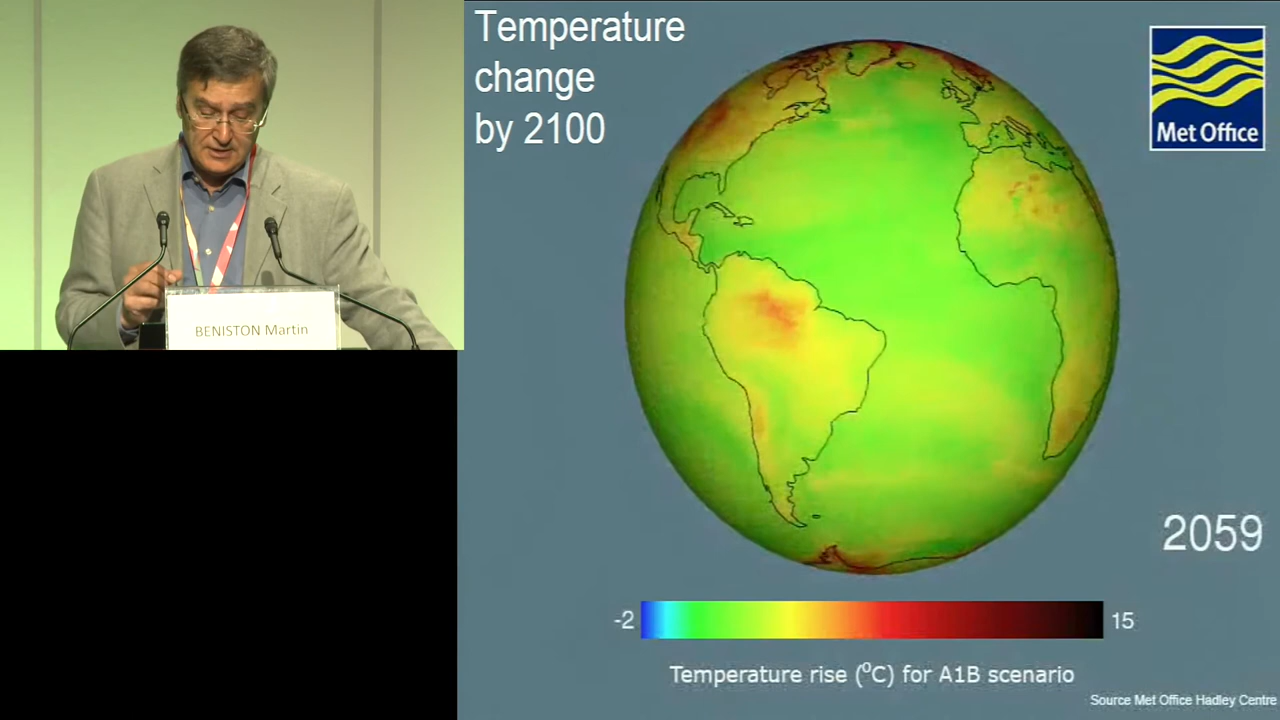 BENISTON Martin
Temperature
change
by 2100
Met Office
2059
-2
15
Temperature rise (°C) for A1B scenario
Source Met Office Hadley Centre